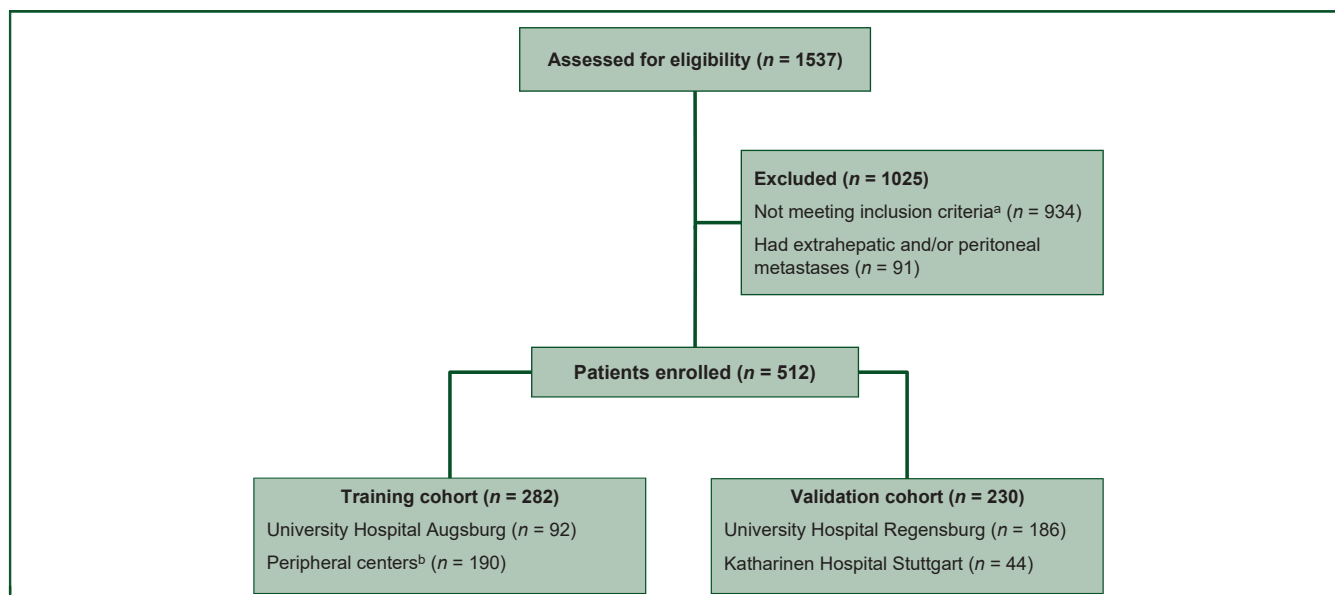 Assessed for eligibility (n = 1537)
Excluded (n = 1025)
Not meeting inclusion criteriaᵃ (n = 934)
Had extrahepatic and/or peritoneal
metastases (n = 91)
Patients enrolled (n = 512)
Training cohort (n = 282)
University Hospital Augsburg (n = 92)
Peripheral centersᵇ (n = 190)
Validation cohort (n = 230)
University Hospital Regensburg (n = 186)
Katharinen Hospital Stuttgart (n = 44)